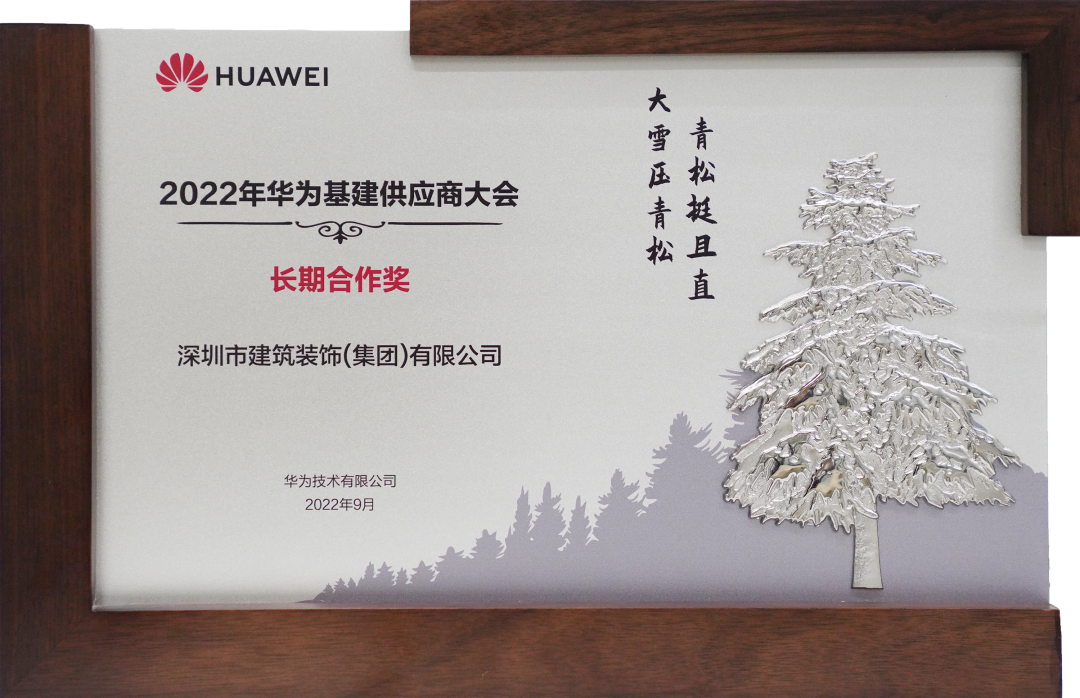 HUAWEI
2022年华为基建供应商大会
长期合作奖
深圳市建筑装饰(集团)有限公司
华为技术有限公司
2022年9月
大雪压青松
青松挺且直